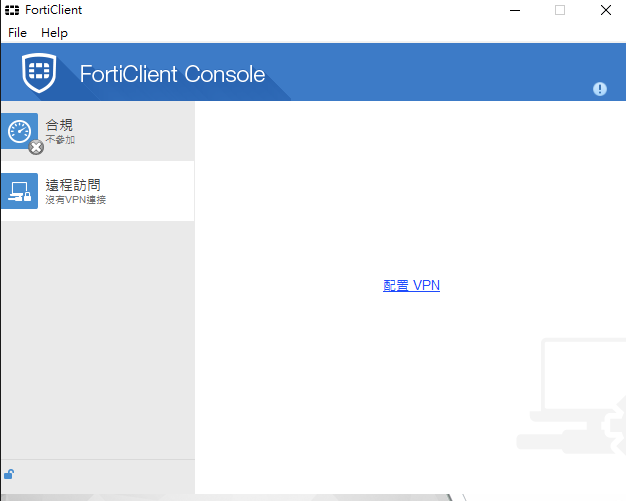 FortiClient
File Help
FortiClient Console
合規
不參加
遠程訪問
沒有VPN連接
配置 VPN